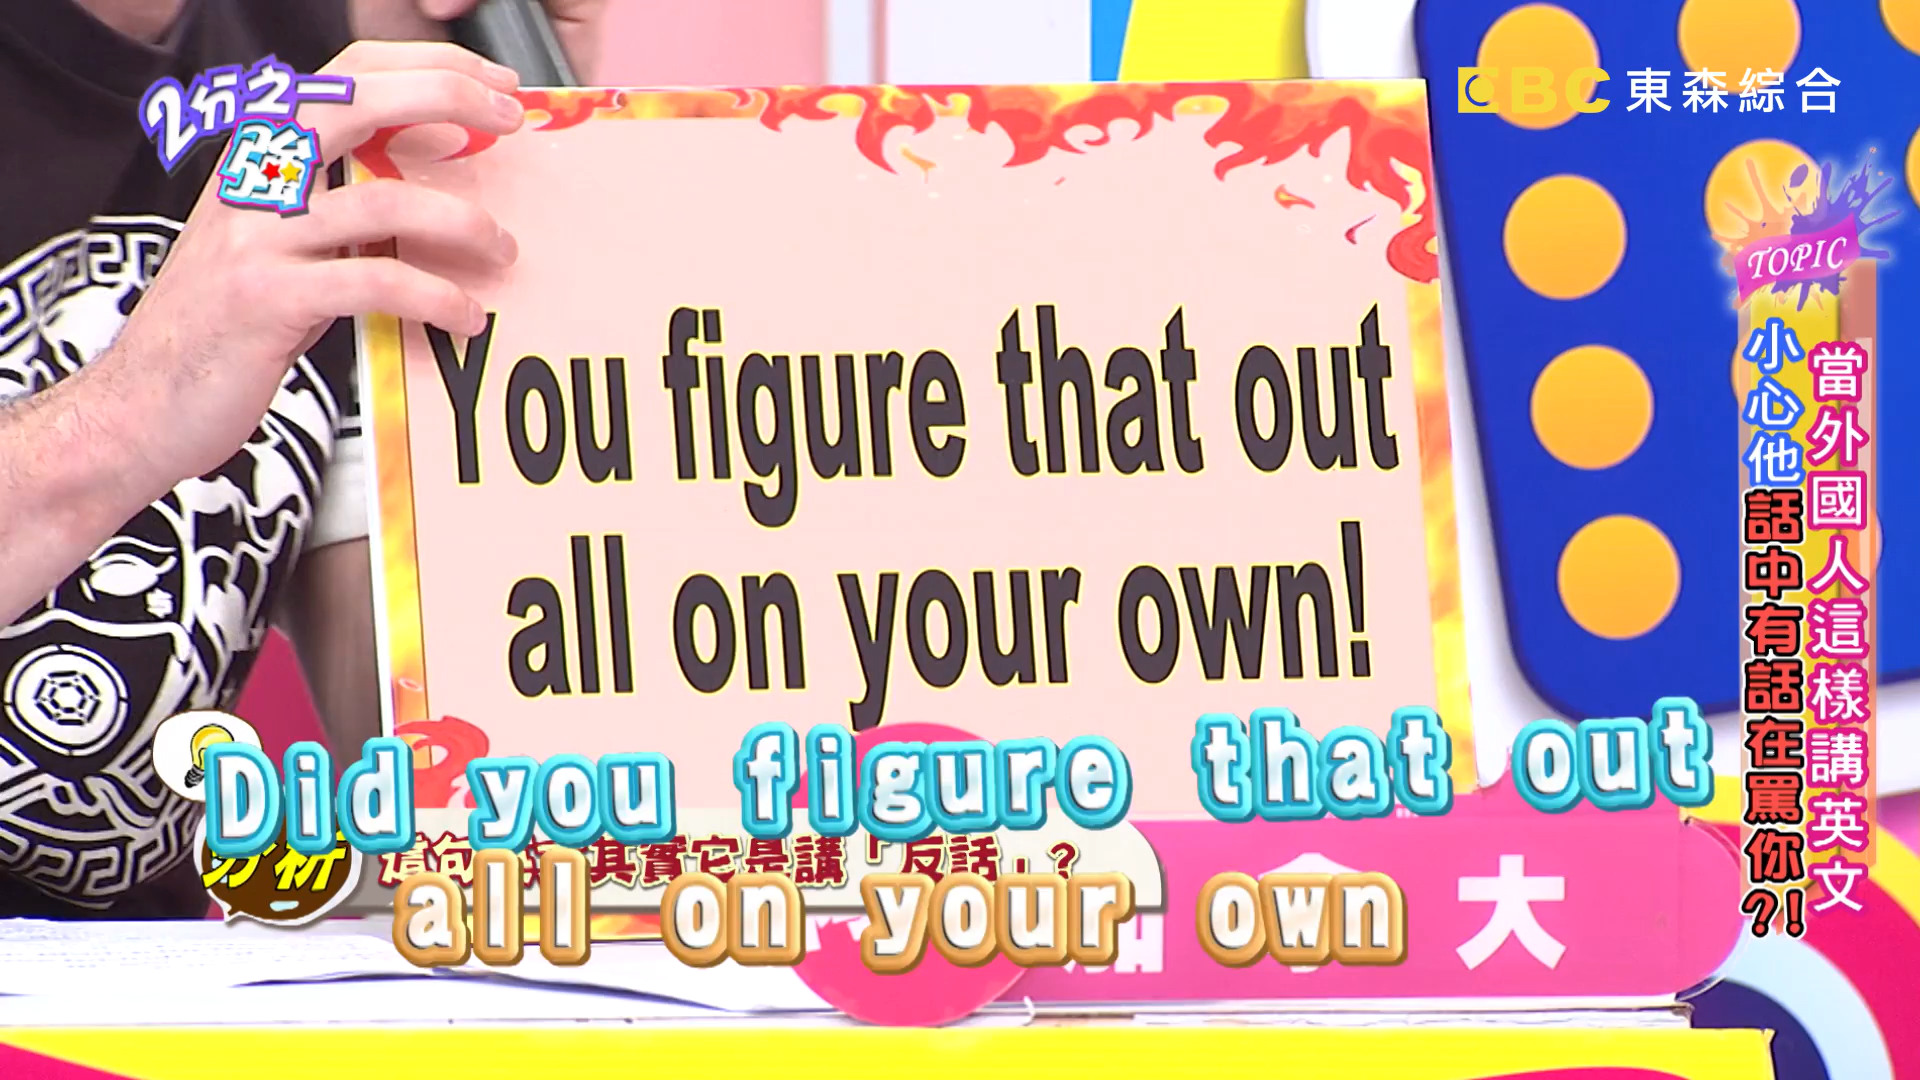 2分之一
強
EBC 東森綜合
TOPIC
當外國人這樣講英文
小心他話中有話在罵你?!
You figure that out
all on your own!
Did you figure that out
all on your own
分析
其實它是講「反話」?
大